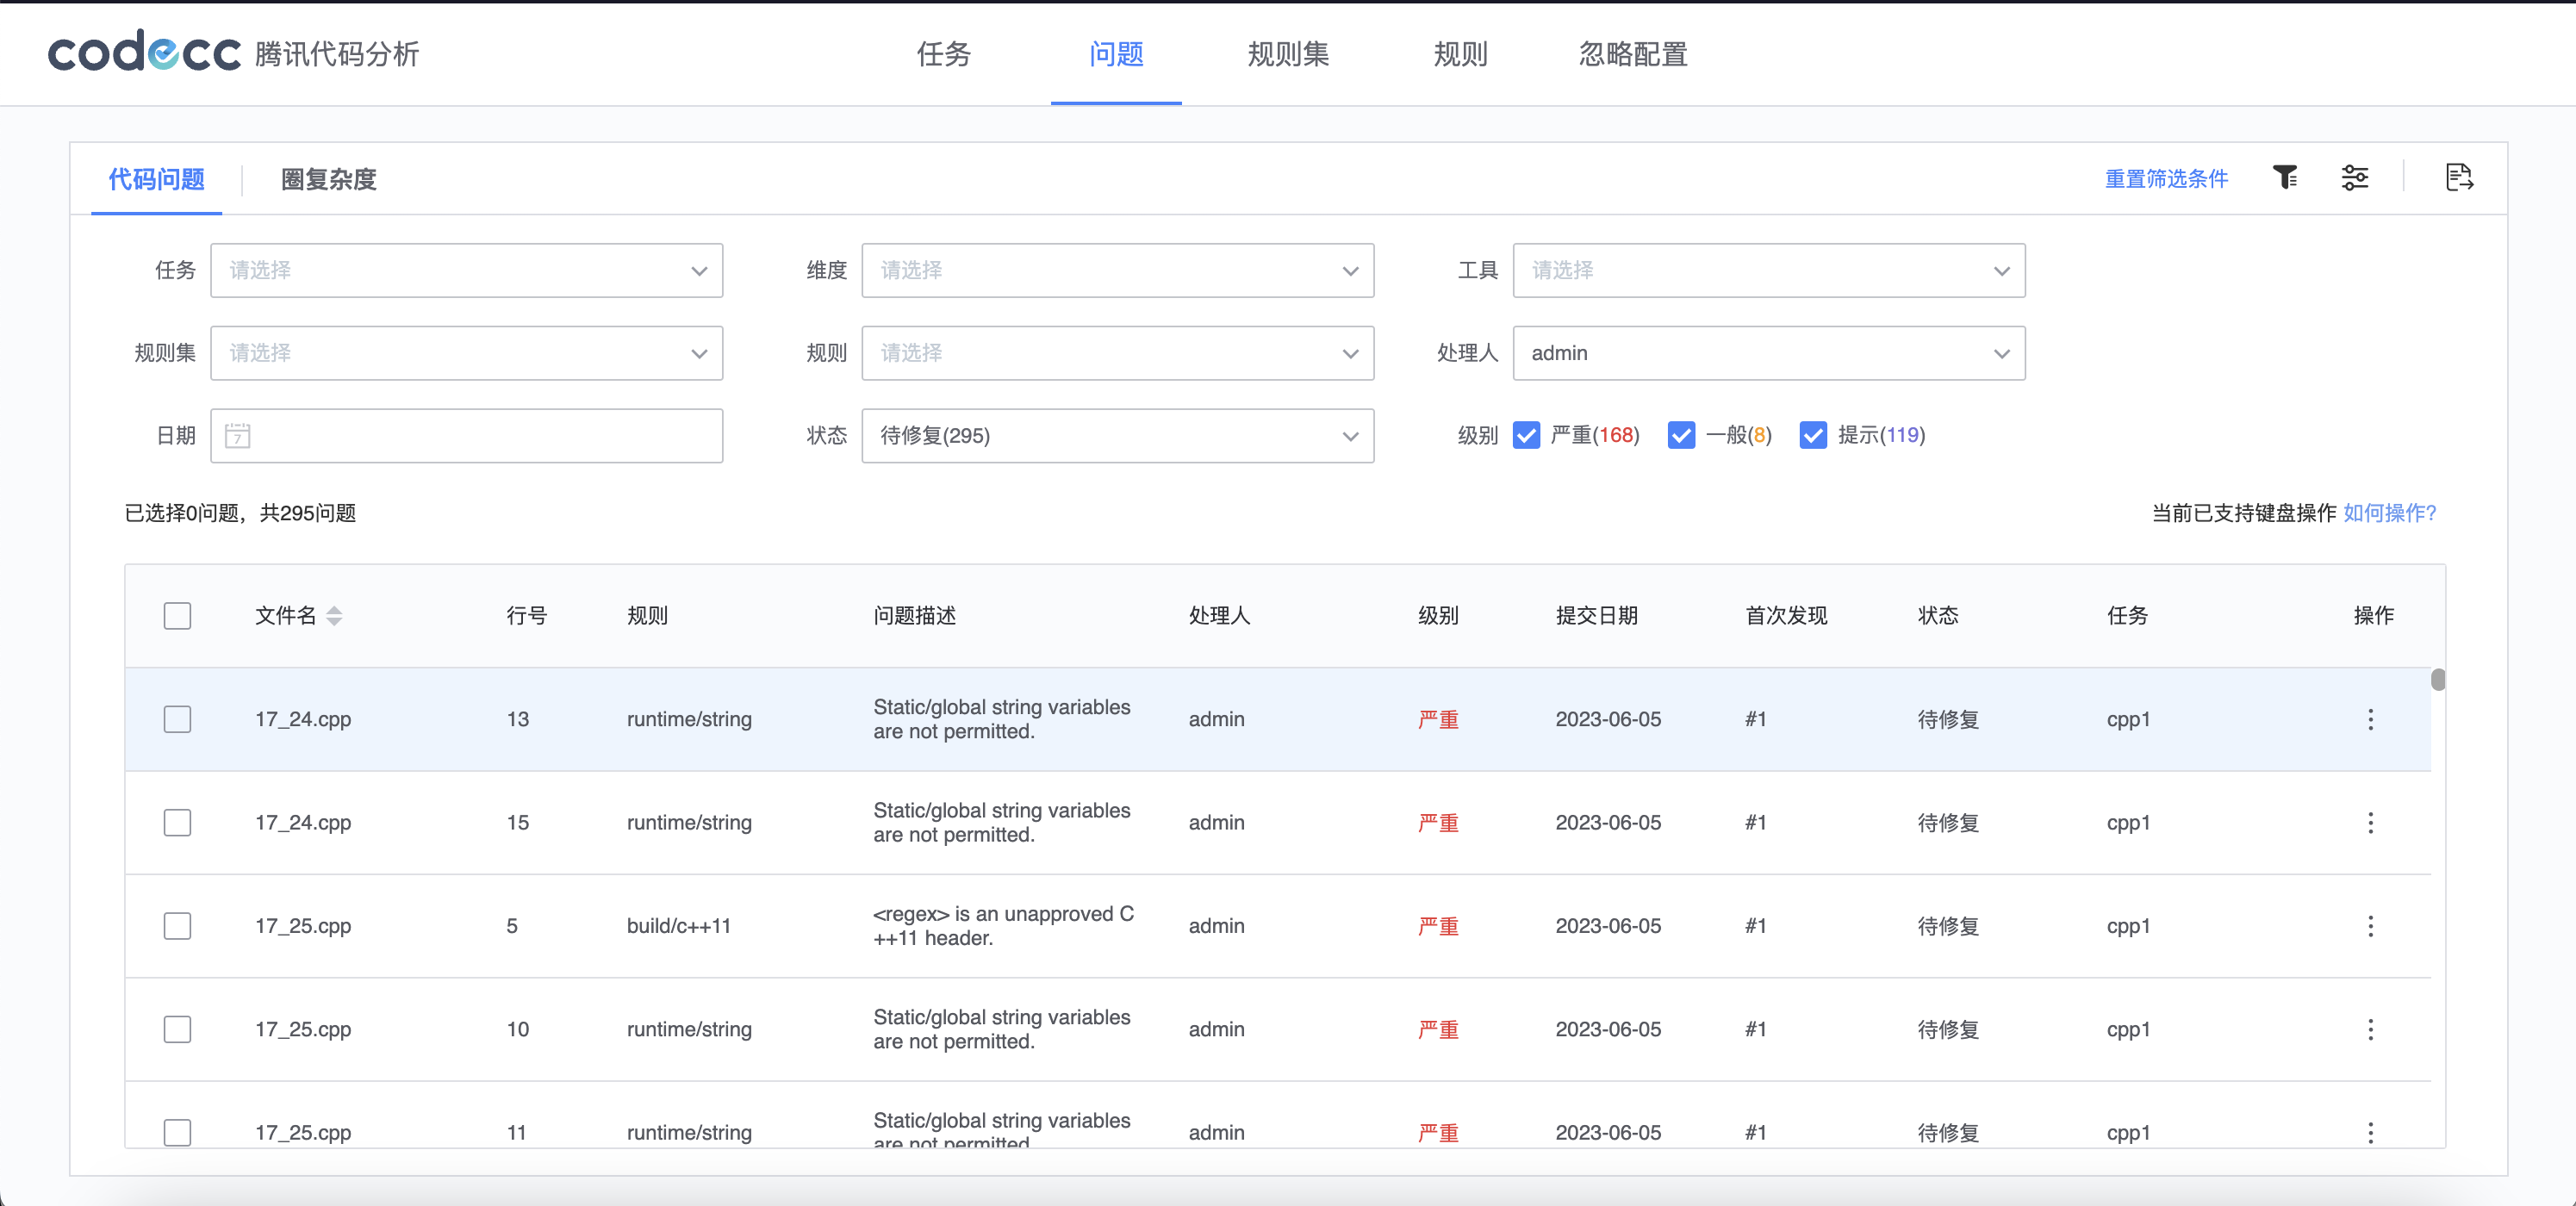 codecc 腾讯代码分析 任务 问题 规则集 规则 忽略配置
代码问题 圈复杂度 重置筛选条件
任务 请选择 维度 请选择 工具 请选择
规则集 请选择 规则 请选择 处理人 admin
日期 7 状态 待修复(295) 级别 严重(168) 一般(8) 提示(119)
已选择0问题，共295问题 当前已支持键盘操作 如何操作?
文件名 行号 规则 问题描述 处理人 级别 提交日期 首次发现 状态 任务 操作
17_24.cpp 13 runtime/string Static/global string variables are not permitted. admin 严重 2023-06-05 #1 待修复 cpp1
17_24.cpp 15 runtime/string Static/global string variables are not permitted. admin 严重 2023-06-05 #1 待修复 cpp1
17_25.cpp 5 build/c++11 <regex> is an unapproved C++11 header. admin 严重 2023-06-05 #1 待修复 cpp1
17_25.cpp 10 runtime/string Static/global string variables are not permitted. admin 严重 2023-06-05 #1 待修复 cpp1
17_25.cpp 11 runtime/string Static/global string variables are not permitted. admin 严重 2023-06-05 #1 待修复 cpp1